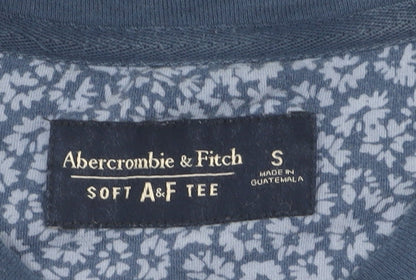 Abercrombie & Fitch
SOFT A&F TEE
S
MADE IN
GUATEMALA